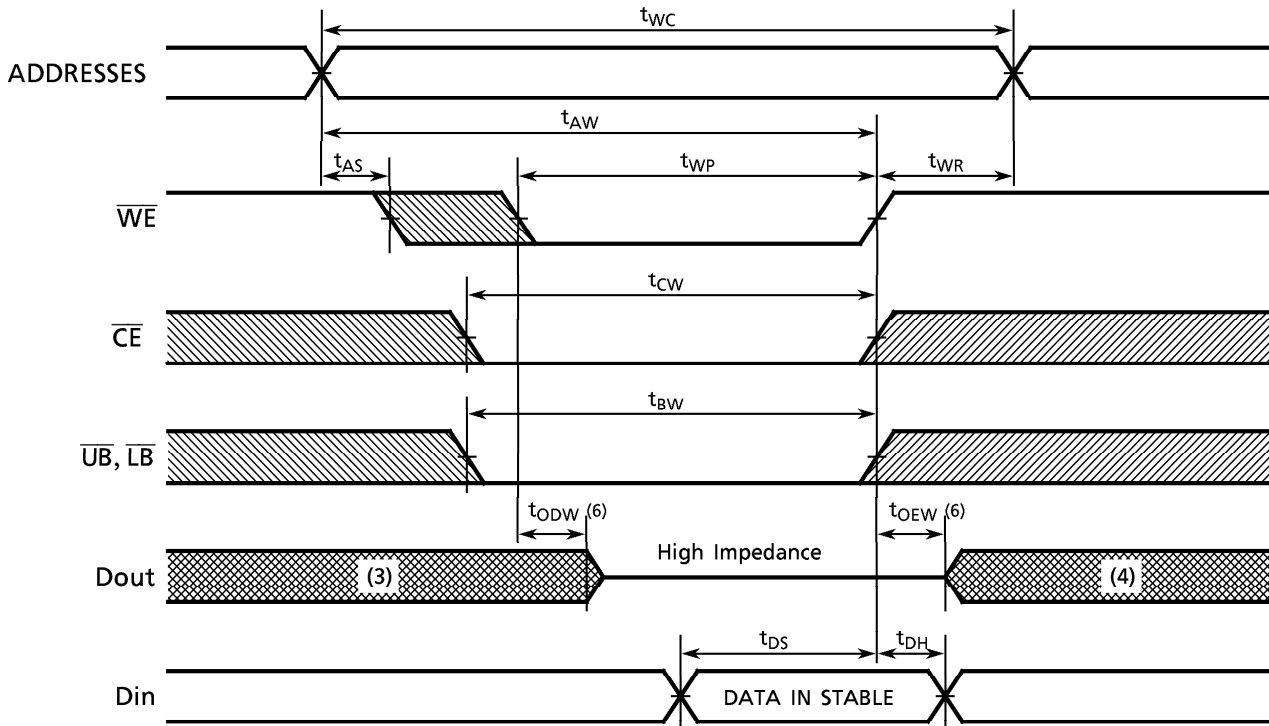 tWC
ADDRESSES
tAW
tAS
tWP
tWR
WE
tCW
CE
tBW
UB, LB
tODW (6)
tOEW (6)
High Impedance
Dout
(3)
(4)
tDS
tDH
Din
DATA IN STABLE